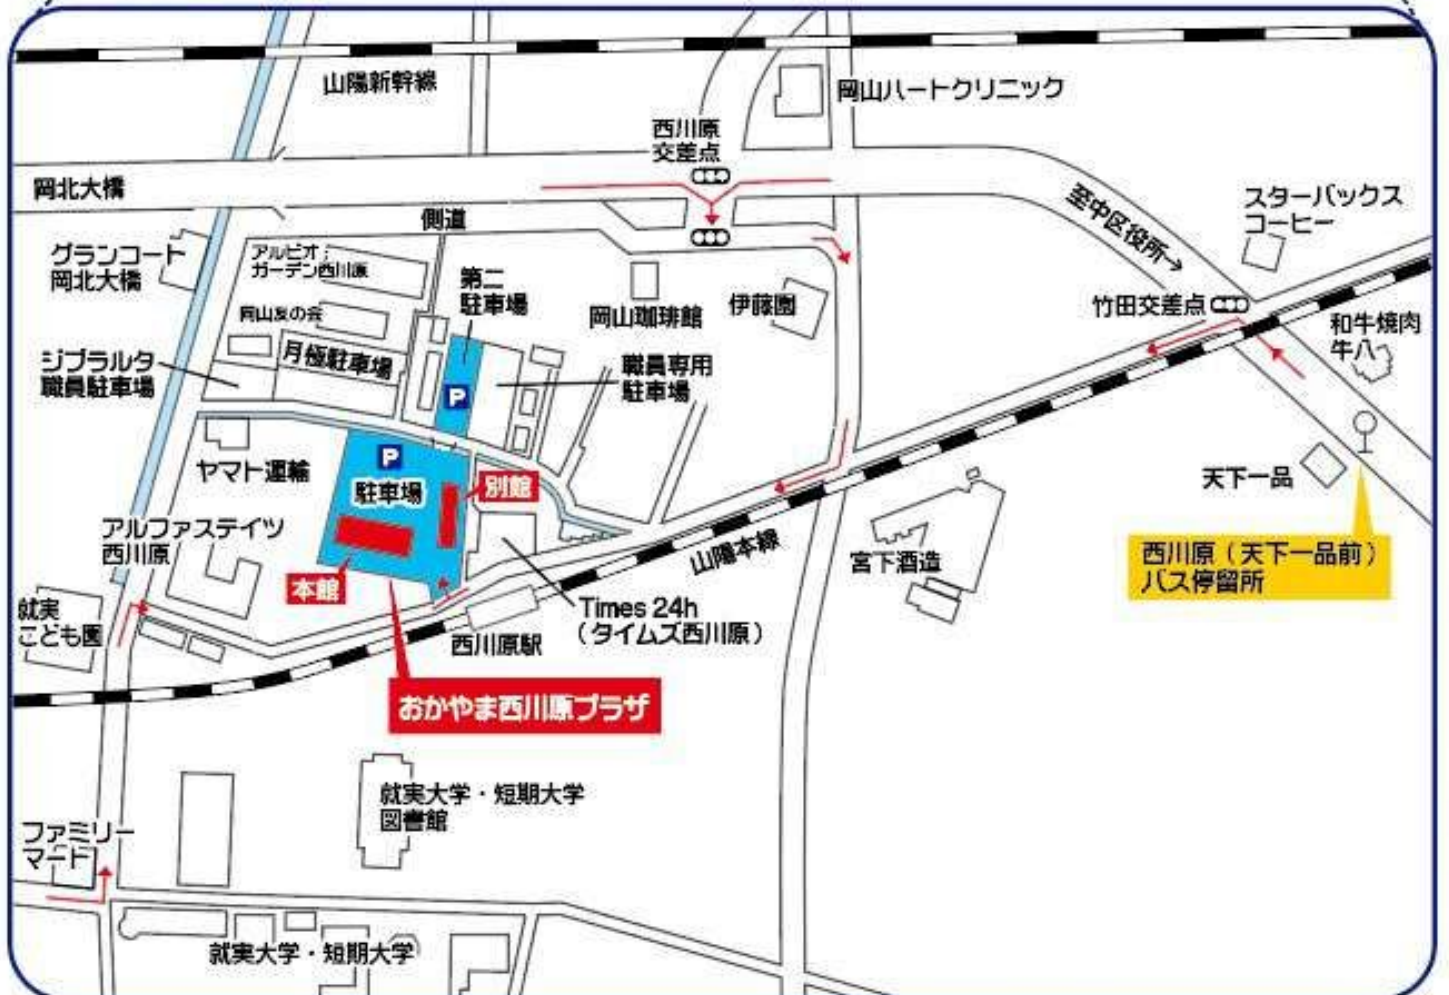 山陽新幹線
岡山ハートクリニック
西川原
交差点
岡北大橋
至中区役所→
スターバックス
コーヒー
側道
グランコート
岡北大橋
アルビオ
ガーデン西川原
第二
駐車場
岡山珈琲館
伊藤園
竹田交差点
和牛焼肉
牛八
岡山友の会
月極駐車場
ジブラルタ
職員駐車場
職員専用
駐車場
P
ヤマト運輸
P
駐車場
別館
天下一品
アルファステイツ
西川原
山陽本線
宮下酒造
西川原(天下一品前)
バス停留所
本館
就実
こども園
Times 24h
(タイムズ西川原)
西川原駅
おかやま西川原プラザ
就実大学・短期大学
図書館
ファミリー
マート
就実大学・短期大学